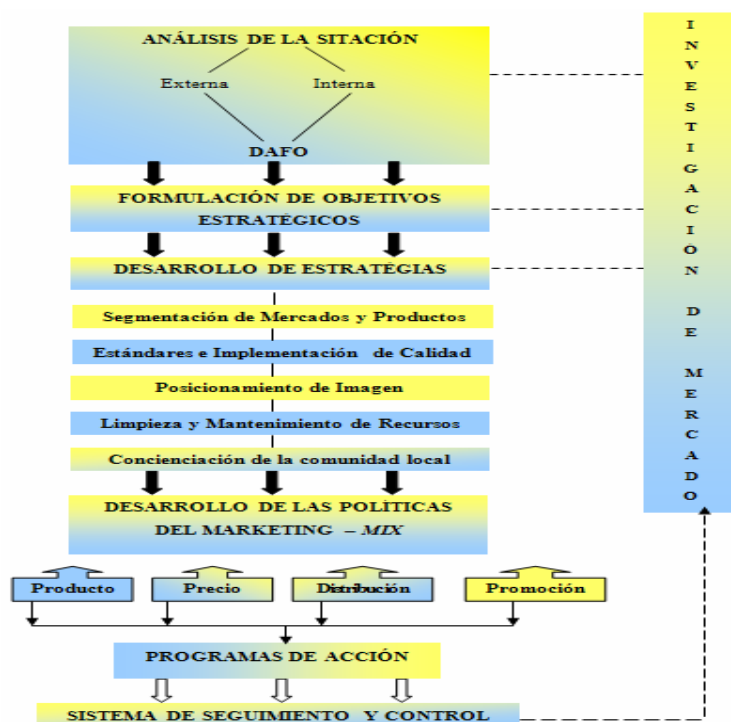 ANÁLISIS DE LA SITACIÓN
Externa
Interna
DAFO
FORMULACIÓN DE OBJETIVOS
ESTRATÉGICOS
DESARROLLO DE ESTRATÉGIAS
Segmentación de Mercados y Productos
Estándares e Implementación de Calidad
Posicionamiento de Imagen
Limpieza y Mantenimiento de Recursos
Concienciación de la comunidad local
DESARROLLO DE LAS POLÍTICAS
DEL MARKETING – MIX
Producto
Precio
Distribución
Promoción
PROGRAMAS DE ACCIÓN
SISTEMA DE SEGUIMIENTO Y CONTROL
INVESTIGACIÓN DE MERCADO